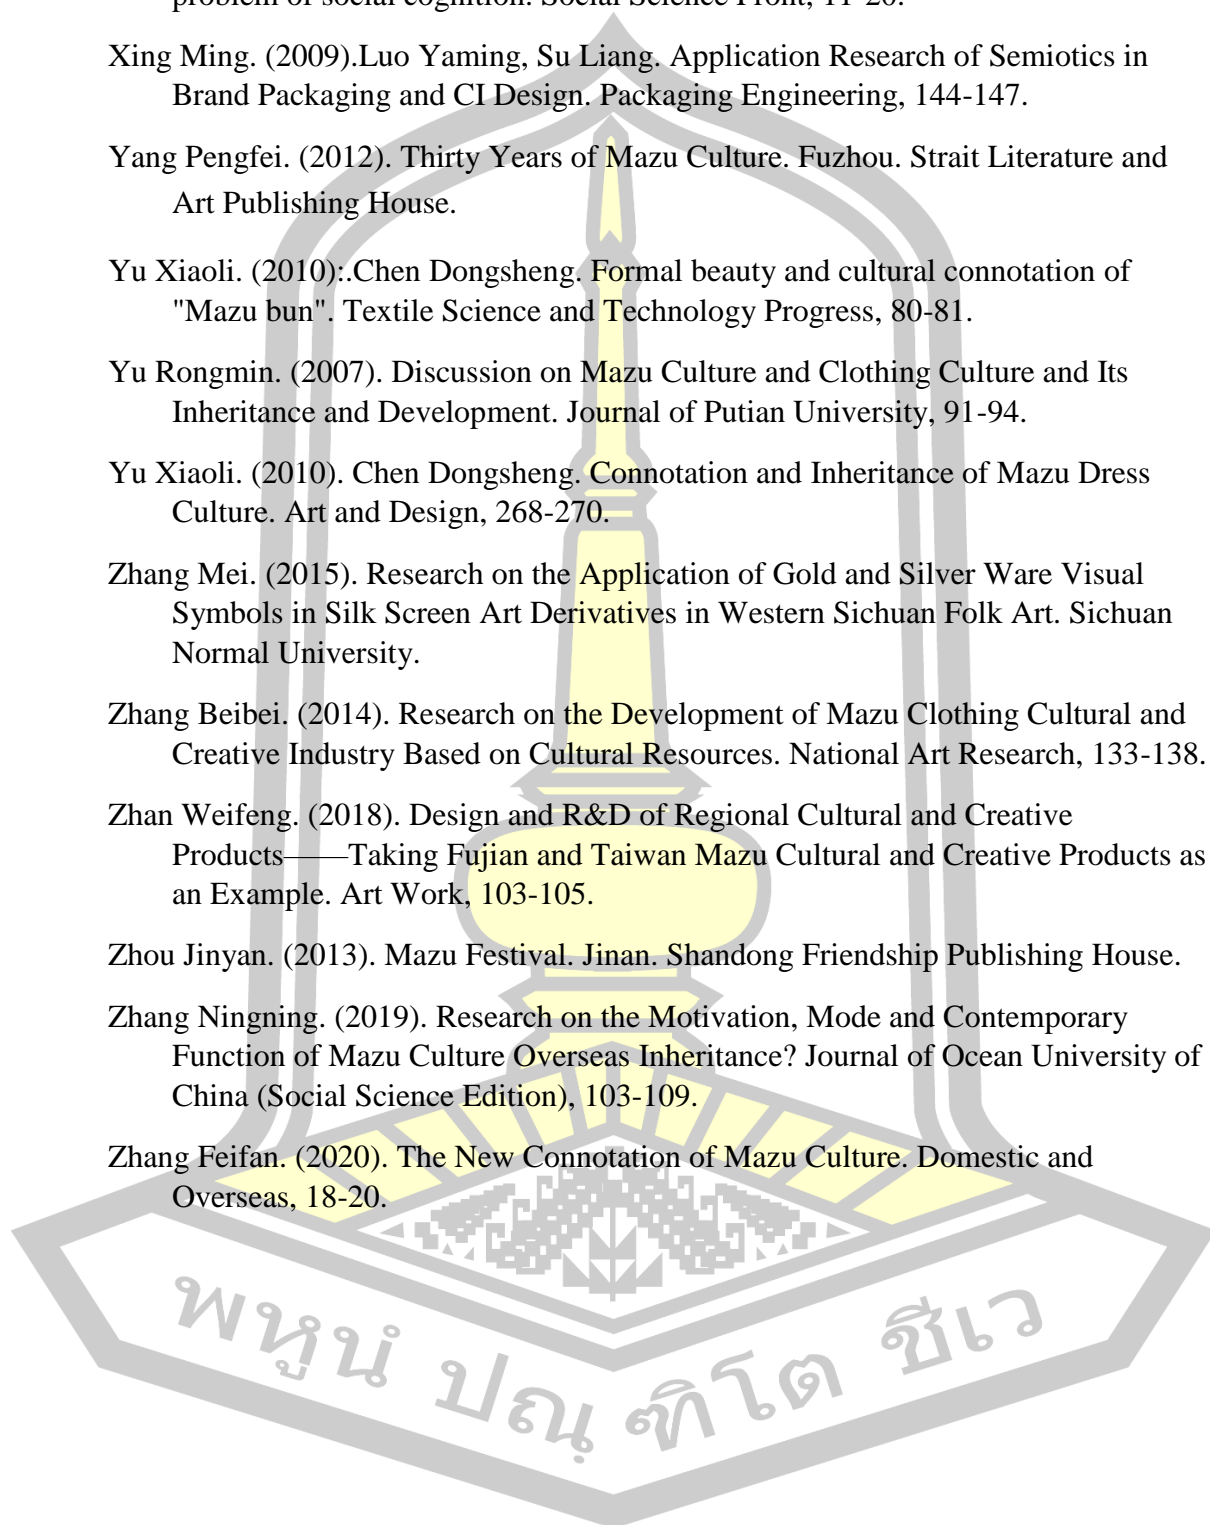 problem of social cognition. Social Science Front, 11-20.
Xing Ming. (2009).Luo Yaming, Su Liang. Application Research of Semiotics in
Brand Packaging and CI Design. Packaging Engineering, 144-147.
Yang Pengfei. (2012). Thirty Years of Mazu Culture. Fuzhou. Strait Literature and
Art Publishing House.
Yu Xiaoli. (2010):.Chen Dongsheng. Formal beauty and cultural connotation of
"Mazu bun". Textile Science and Technology Progress, 80-81.
Yu Rongmin. (2007). Discussion on Mazu Culture and Clothing Culture and Its
Inheritance and Development. Journal of Putian University, 91-94.
Yu Xiaoli. (2010). Chen Dongsheng. Connotation and Inheritance of Mazu Dress
Culture. Art and Design, 268-270.
Zhang Mei. (2015). Research on the Application of Gold and Silver Ware Visual
Symbols in Silk Screen Art Derivatives in Western Sichuan Folk Art. Sichuan
Normal University.
Zhang Beibei. (2014). Research on the Development of Mazu Clothing Cultural and
Creative Industry Based on Cultural Resources. National Art Research, 133-138.
Zhan Weifeng. (2018). Design and R&D of Regional Cultural and Creative
Products——Taking Fujian and Taiwan Mazu Cultural and Creative Products as
an Example. Art Work, 103-105.
Zhou Jinyan. (2013). Mazu Festival. Jinan. Shandong Friendship Publishing House.
Zhang Ningning. (2019). Research on the Motivation, Mode and Contemporary
Function of Mazu Culture Overseas Inheritance? Journal of Ocean University of
China (Social Science Edition), 103-109.
Zhang Feifan. (2020). The New Connotation of Mazu Culture. Domestic and
Overseas, 18-20.
พหูนํ ปณฺฑิโต ชีเว